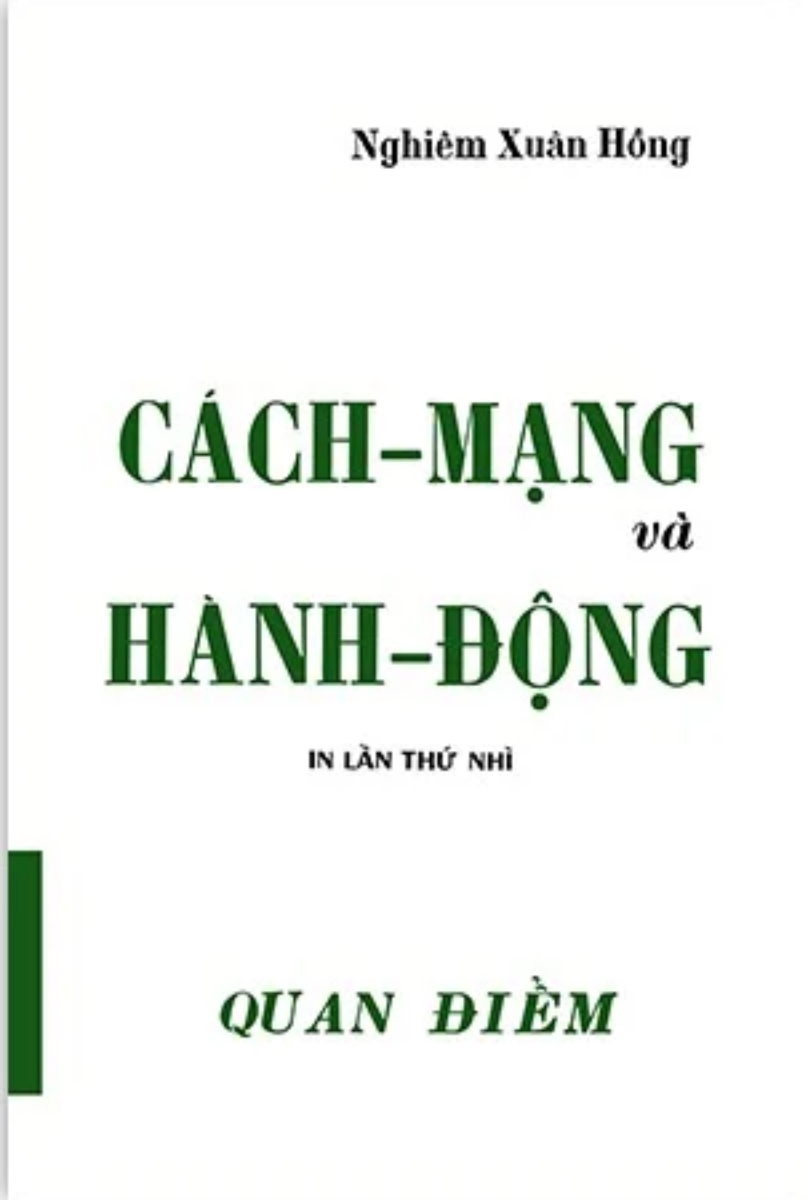 Nghiêm Xuân Hồng
CÁCH–MẠNG
và
HÀNH–ĐỘNG
IN LẦN THỨ NHÌ
QUAN ĐIỂM